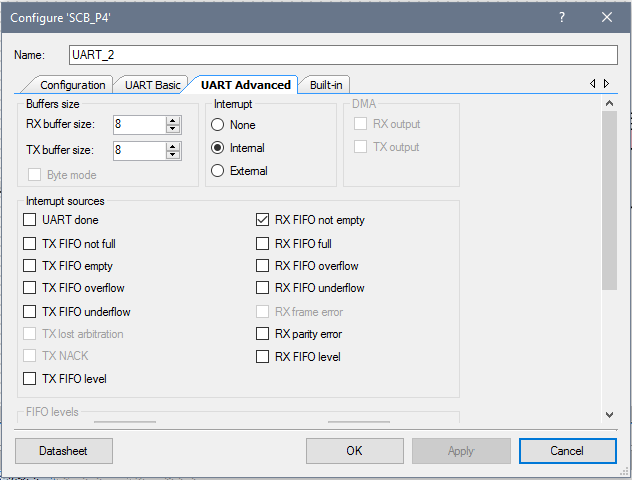 Configure 'SCB_P4'
? ×
Name: UART_2
Configuration UART Basic UART Advanced Built-in
Buffers size Interrupt DMA
RX buffer size: 8 None RX output
TX buffer size: 8 Internal TX output
Byte mode External
Interrupt sources
UART done RX FIFO not empty
TX FIFO not full RX FIFO full
TX FIFO empty RX FIFO overflow
TX FIFO overflow RX FIFO underflow
TX FIFO underflow RX frame error
TX lost arbitration RX parity error
TX NACK RX FIFO level
TX FIFO level
FIFO levels
Datasheet OK Apply Cancel